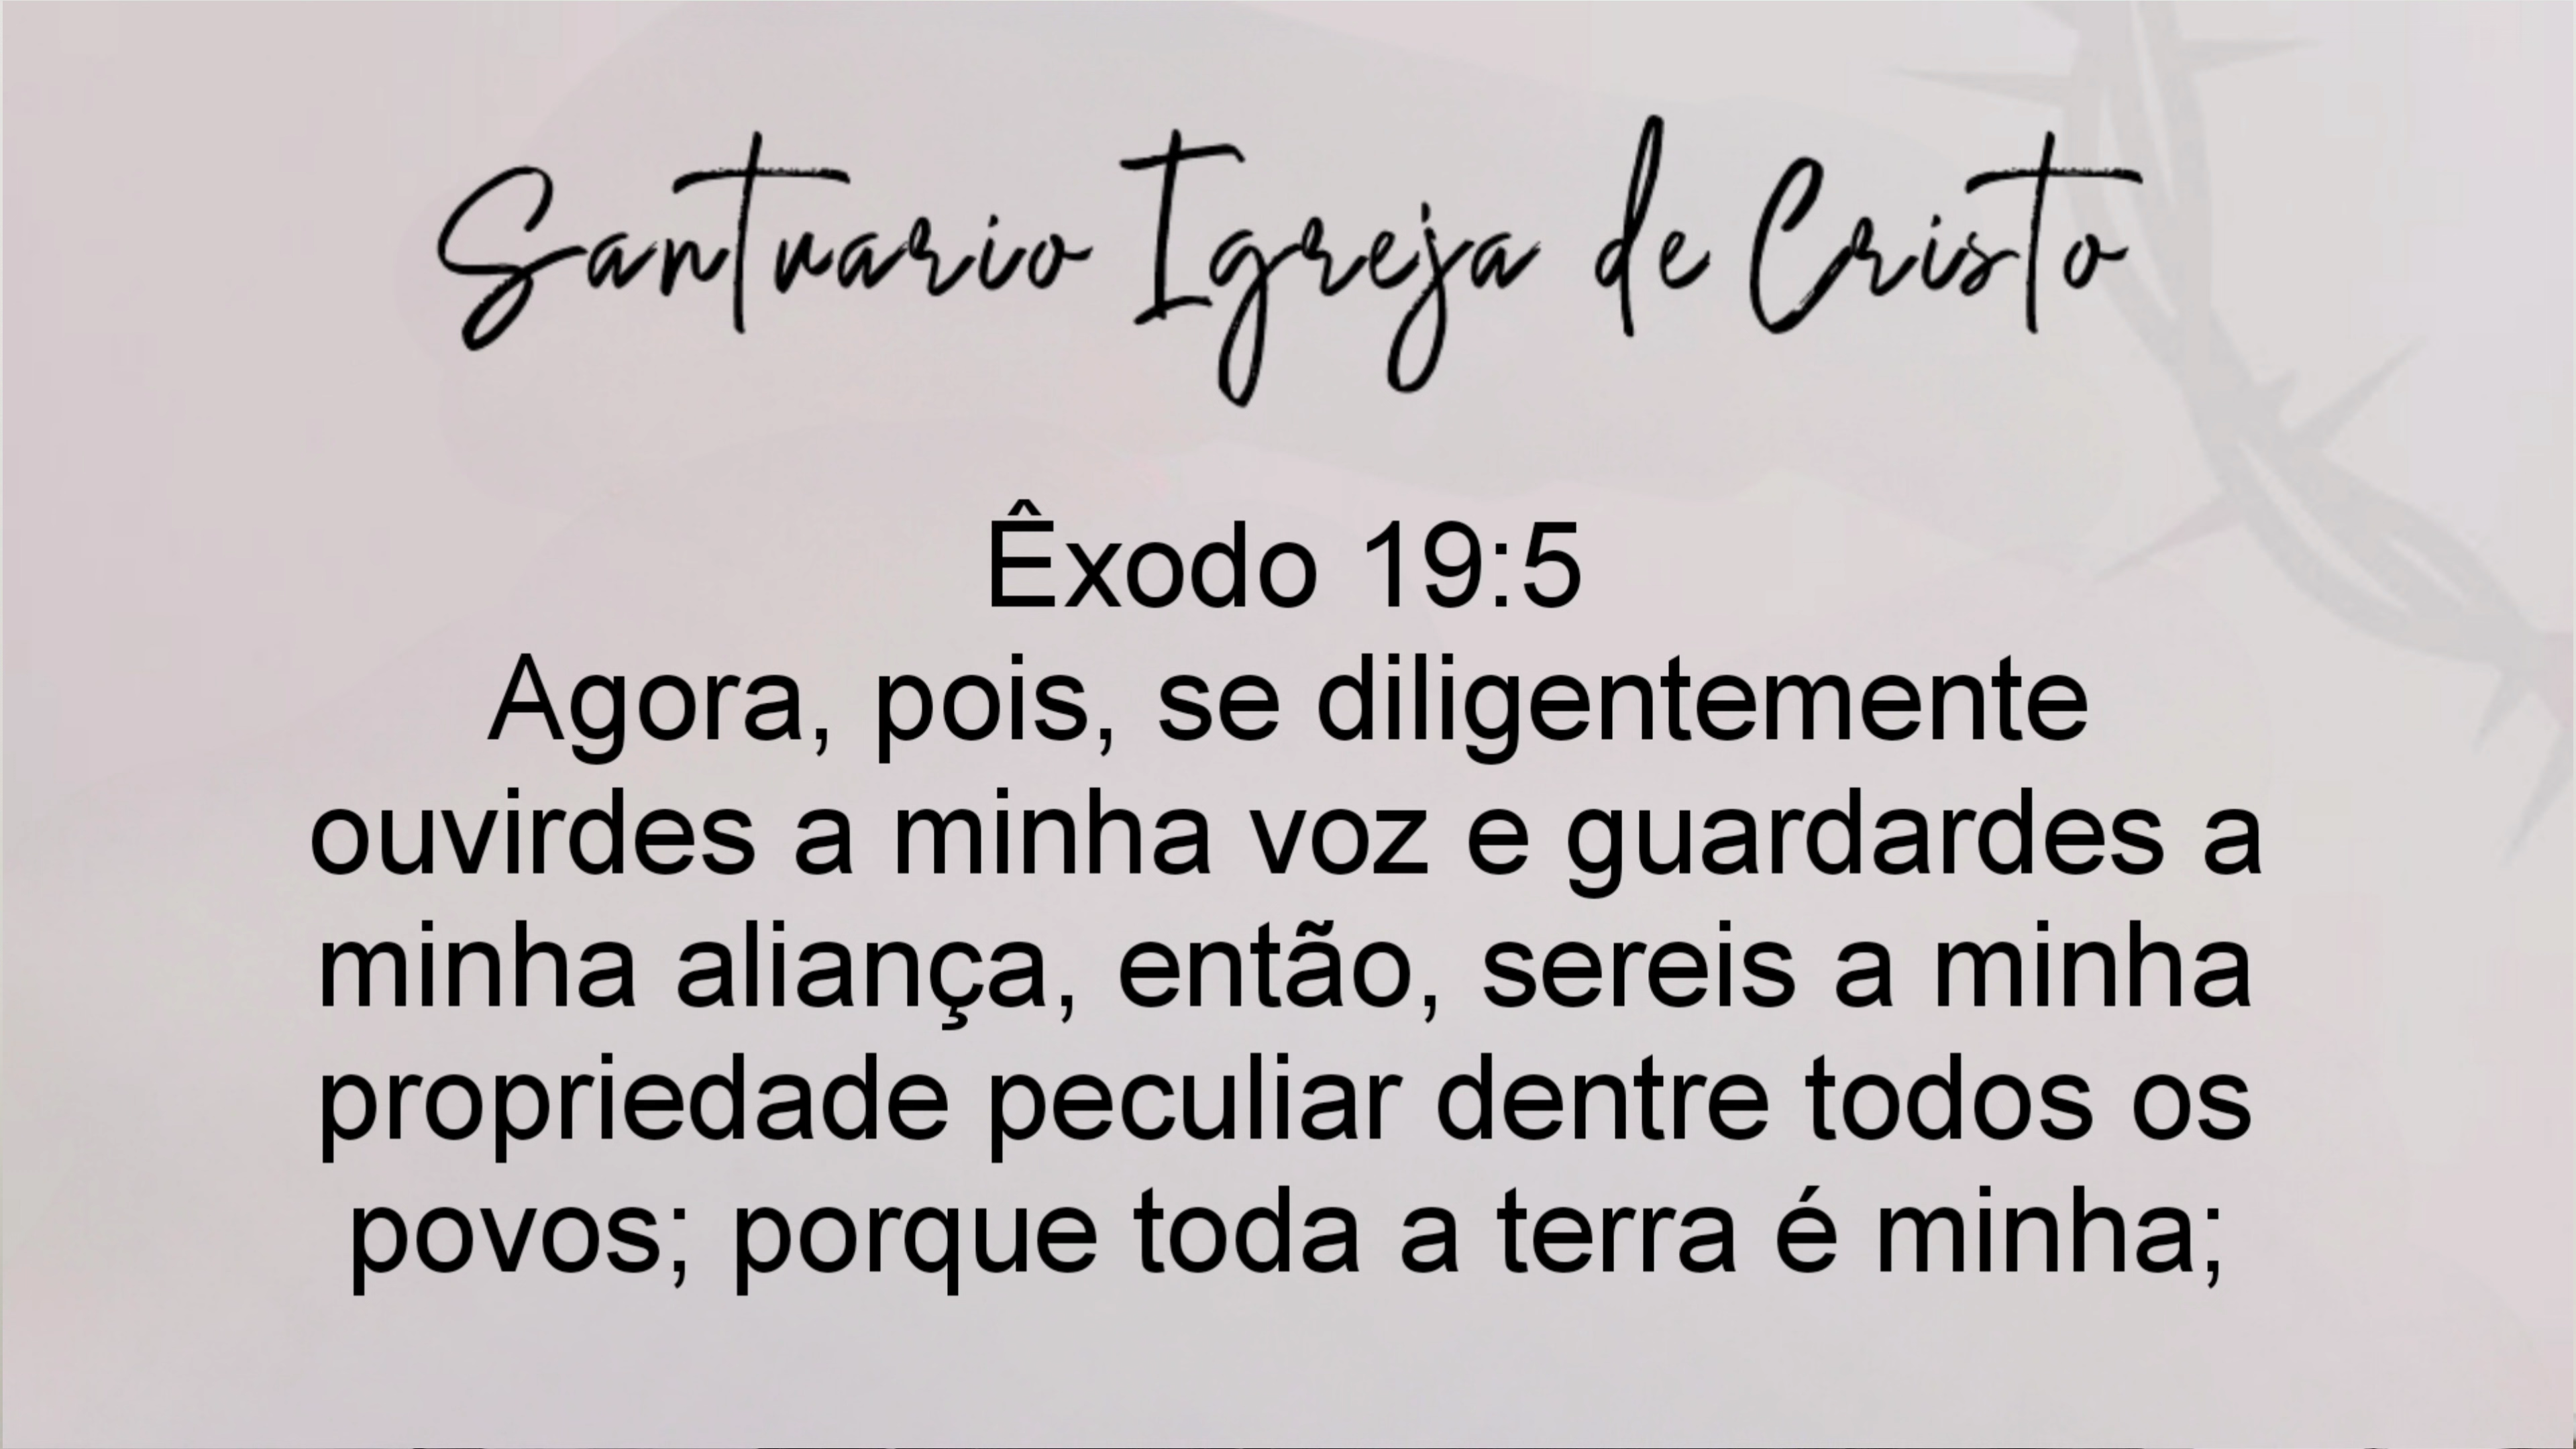 Santuario Igreja de Cristo
Êxodo 19:5
Agora, pois, se diligentemente
ouvirdes a minha voz e guardardes a
minha aliança, então, sereis a minha
propriedade peculiar dentre todos os
povos; porque toda a terra é minha;